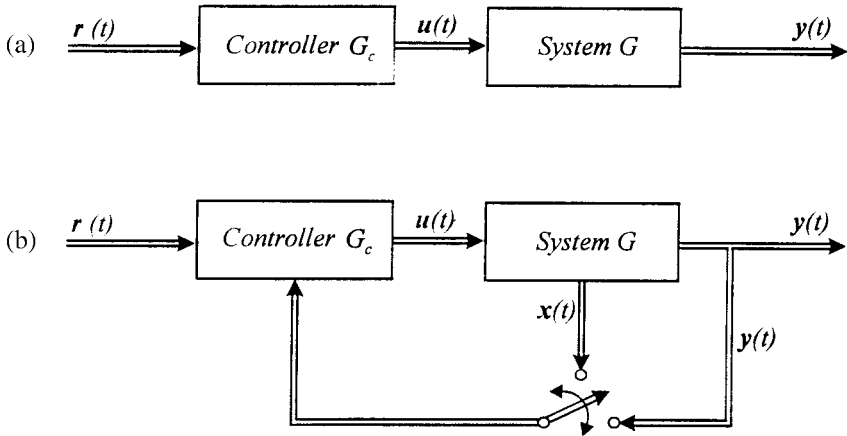 (a) r (t) Controller G_c u(t) System G y(t)
(b) r (t) Controller G_c u(t) System G y(t)
x(t) y(t)